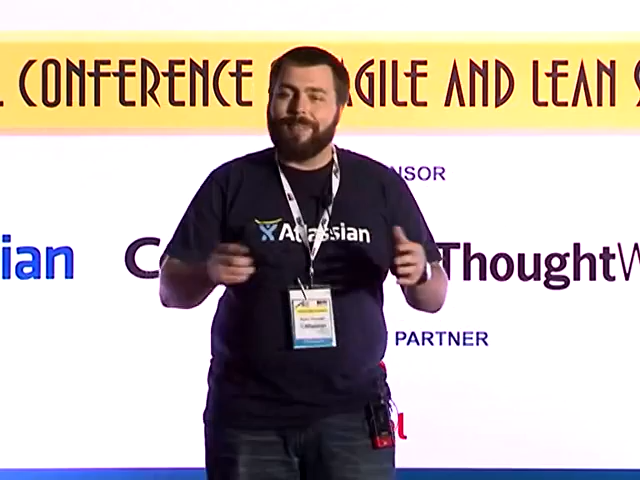 CONFERENCE AGILE AND LEAN S
NSOR
ian C ThoughtW
Atlassian
PARTNER